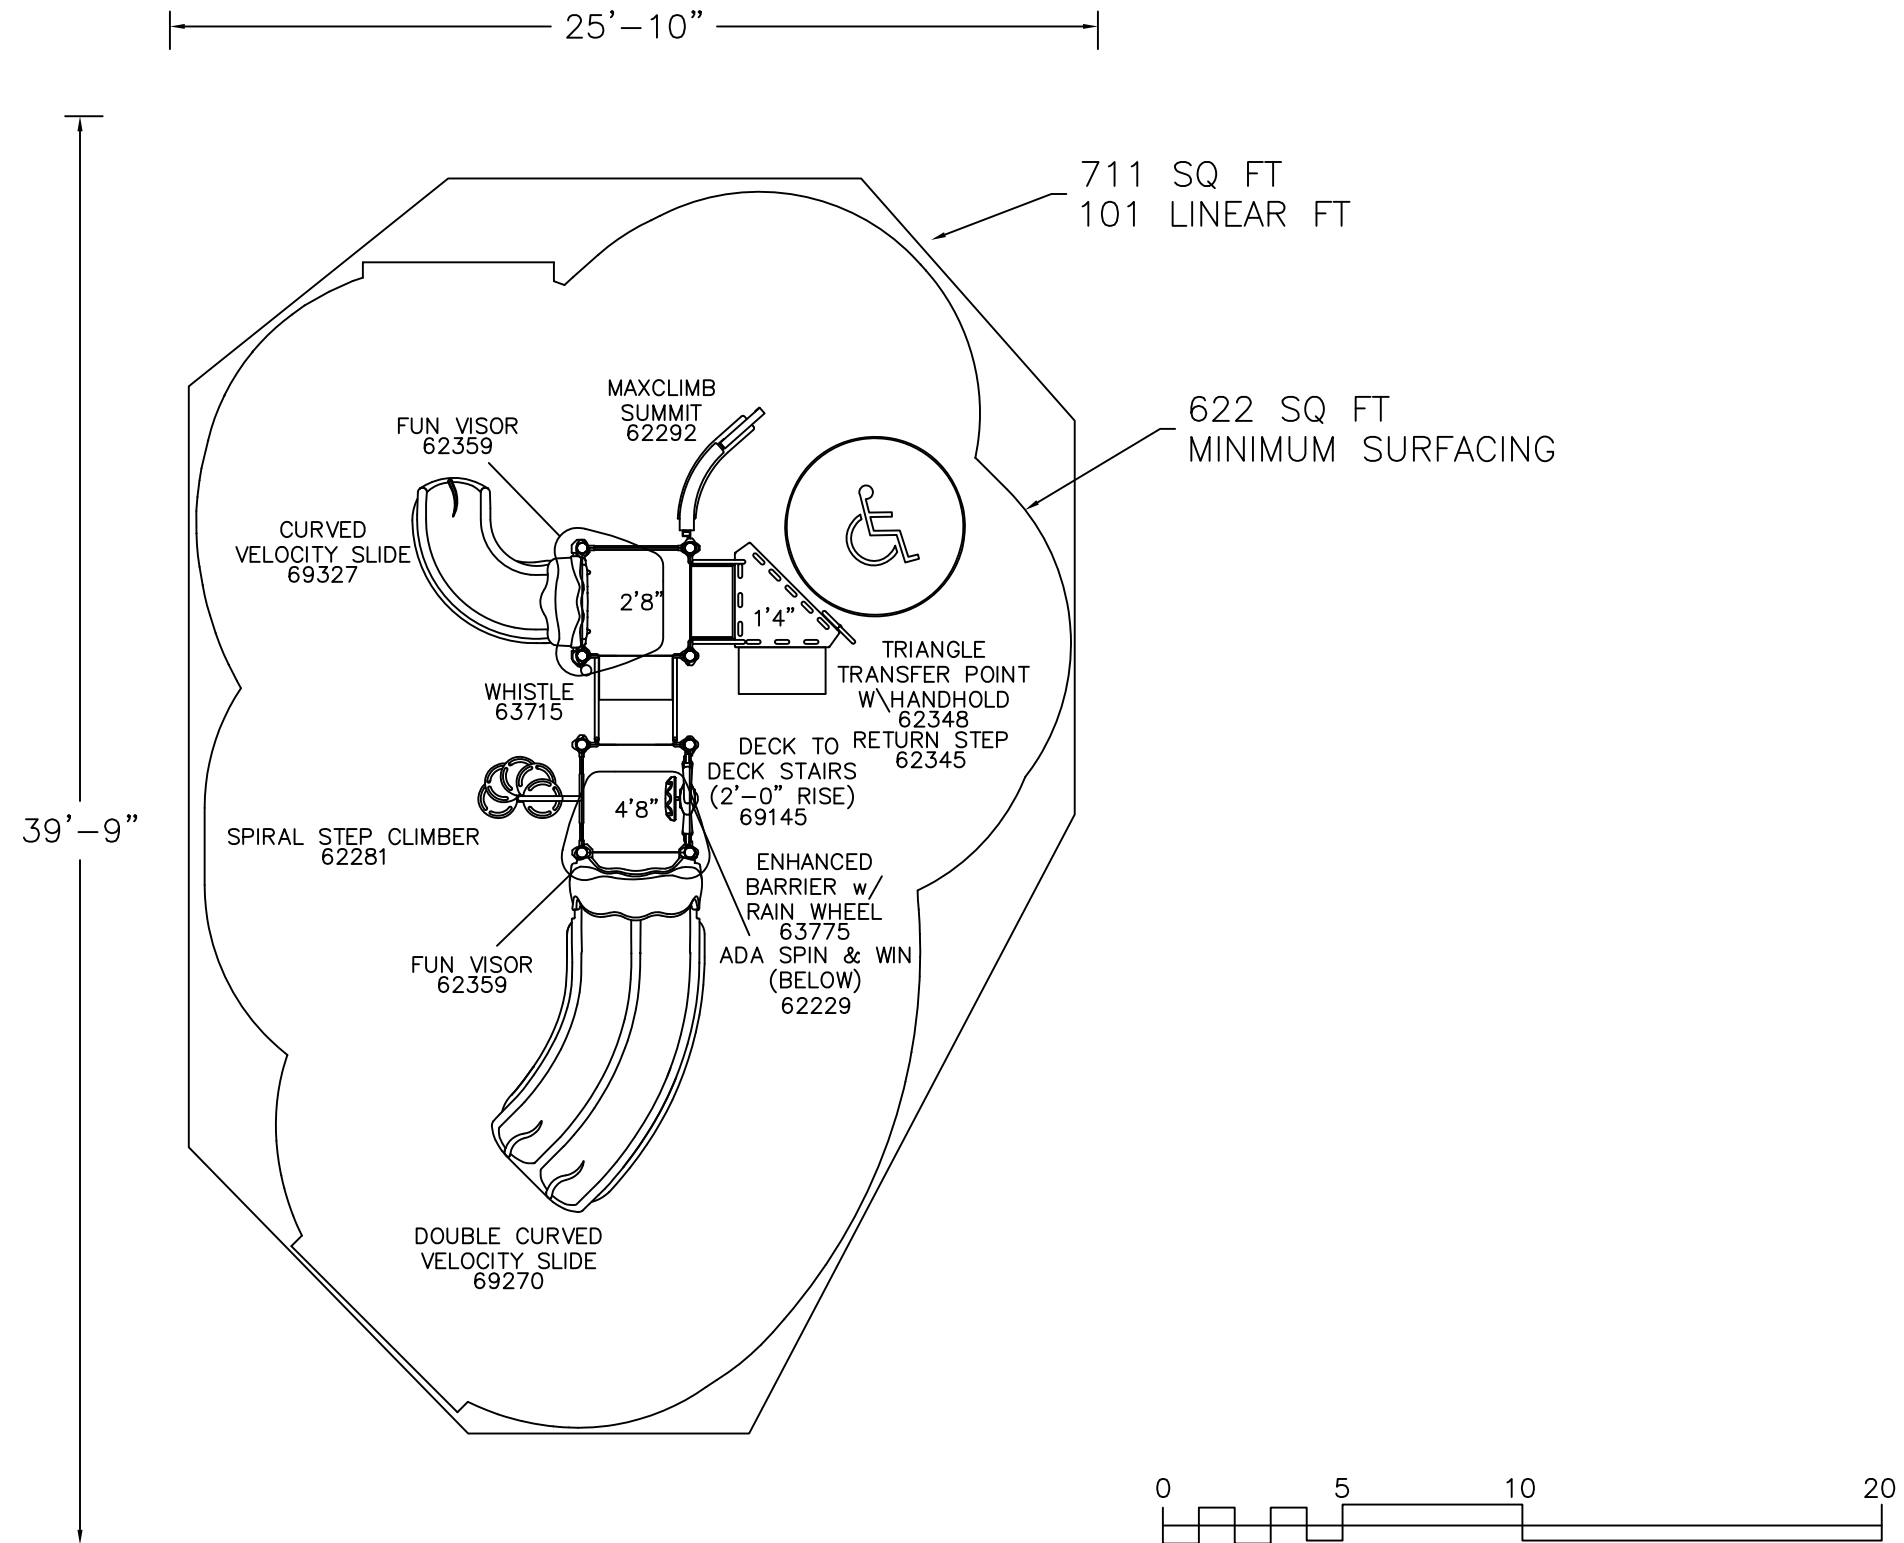 25'-10"
711 SQ FT
101 LINEAR FT
39'-9"
622 SQ FT
MINIMUM SURFACING
MAXCLIMB
SUMMIT
62292
FUN VISOR
62359
CURVED
VELOCITY SLIDE
69327
2'8"
1'4"
TRIANGLE
TRANSFER POINT
W\HANDHOLD
62348
RETURN STEP
62345
WHISTLE
63715
DECK TO
DECK STAIRS
(2'-0" RISE)
69145
4'8"
SPIRAL STEP CLIMBER
62281
ENHANCED
BARRIER w/
RAIN WHEEL
63775
ADA SPIN & WIN
(BELOW)
62229
FUN VISOR
62359
DOUBLE CURVED
VELOCITY SLIDE
69270
0 5 10 20